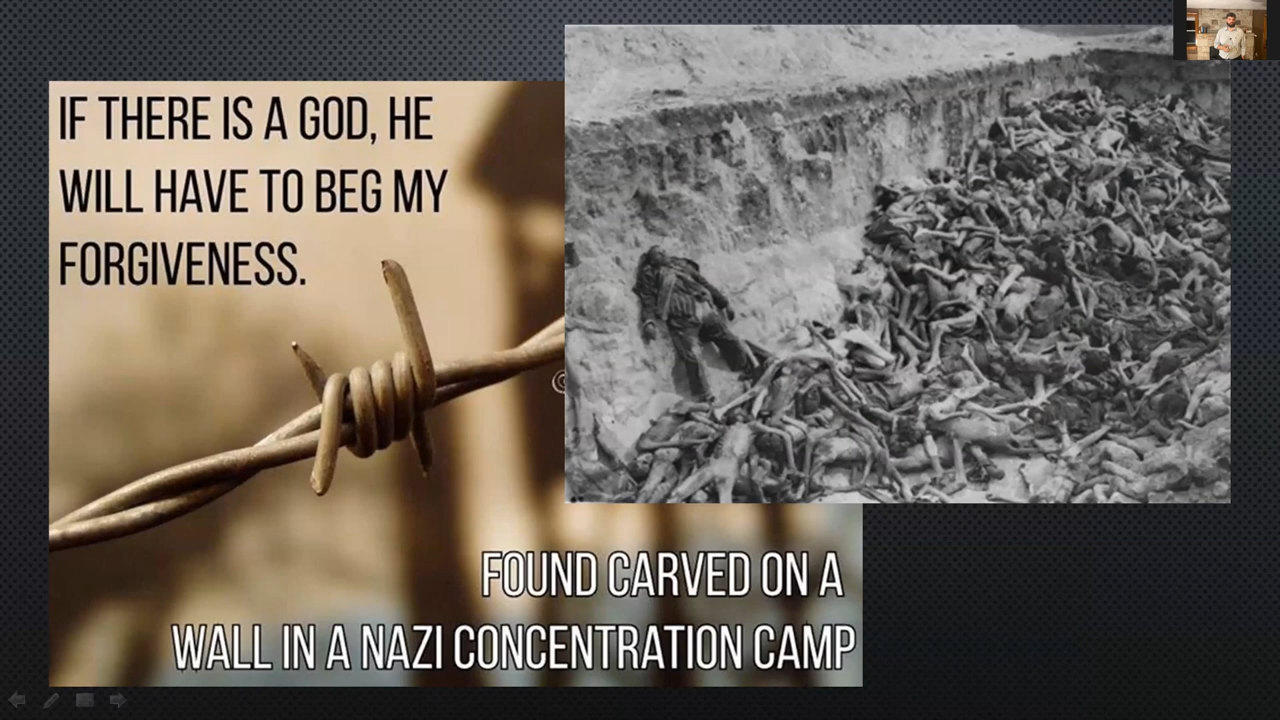 IF THERE IS A GOD, HE
WILL HAVE TO BEG MY
FORGIVENESS.
FOUND CARVED ON A
WALL IN A NAZI CONCENTRATION CAMP